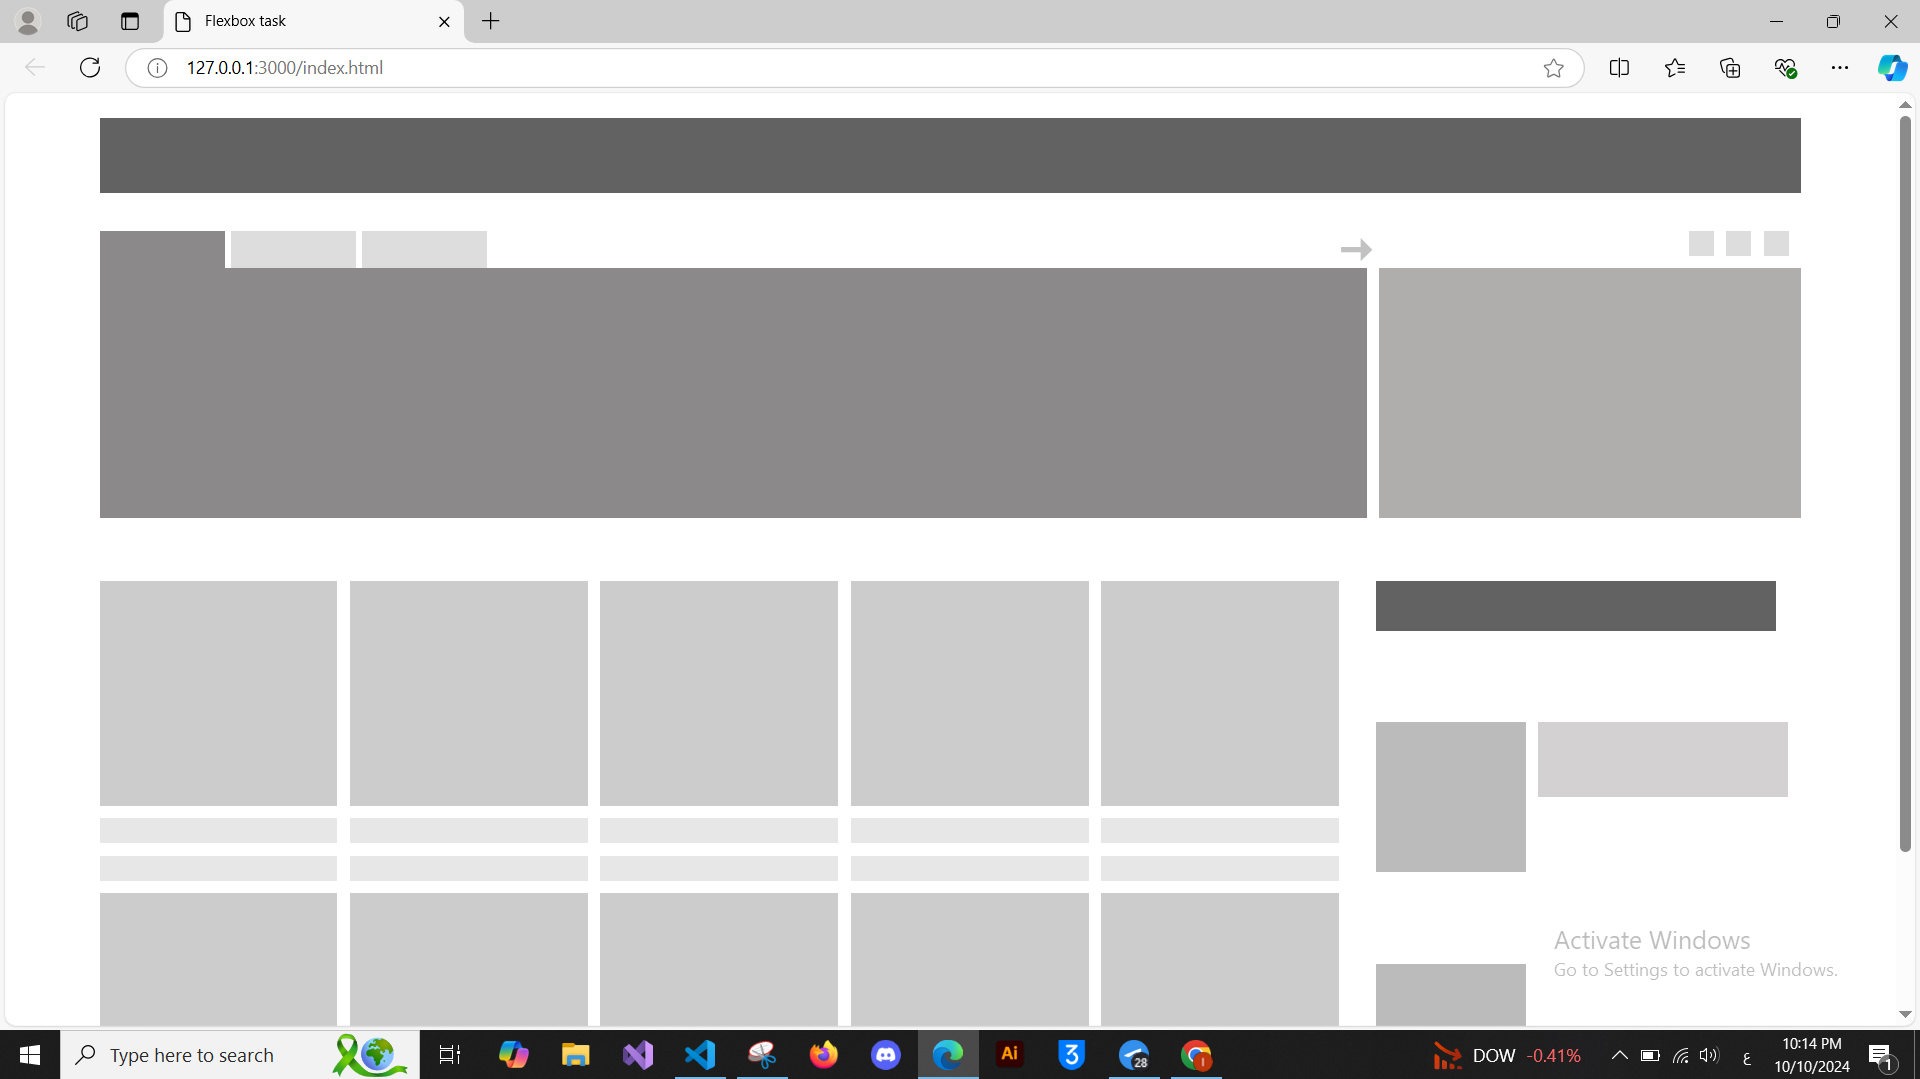 Flexbox task
127.0.0.1:3000/index.html
Activate Windows
Go to Settings to activate Windows.
Type here to search
Ai
3
28
I
DOW -0.41%
ع
10:14 PM
10/10/2024
1